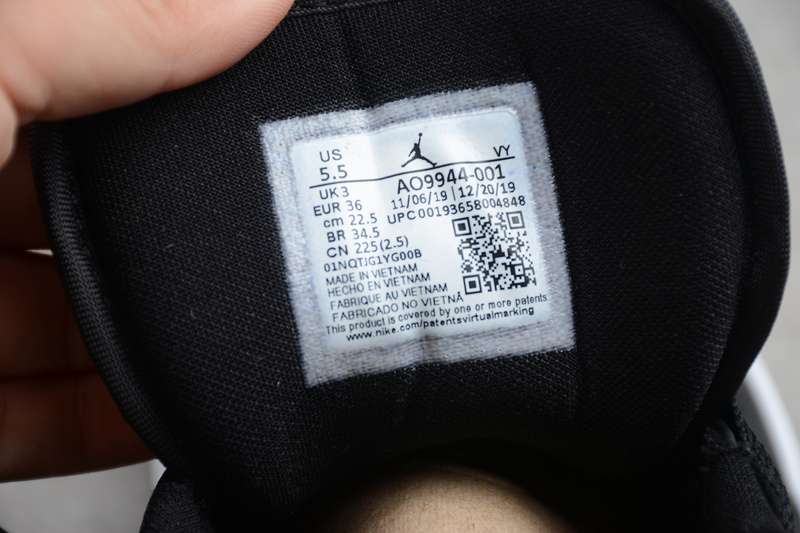 US
5.5
VY
UK3
AO9944-001
EUR 36
11/06/19 | 12/20/19
cm 22.5
UPC00193658004848
BR 34.5
CN 225(2.5)
01NQTJG1YG00B
MADE IN VIETNAM
HECHO EN VIETNAM
FABRIQUE AU VIETNAM
FABRICADO NO VIETNÃ
This product is covered by one or more patents
www.nike.com/patentsvirtualmarking